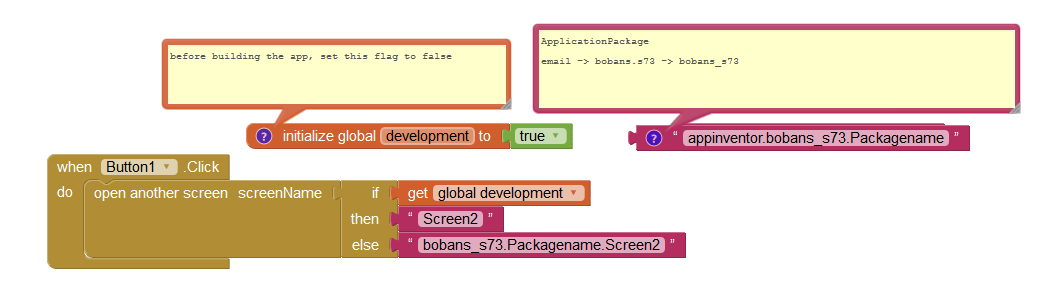 before building the app, set this flag to false
ApplicationPackage
email -> bobans.s73 -> bobans_s73
? initialize global development to true
? " appinventor.bobans_s73.Packagename "
when Button1 .Click
do open another screen screenName if get global development
then " Screen2 "
else " bobans_s73.Packagename.Screen2 "